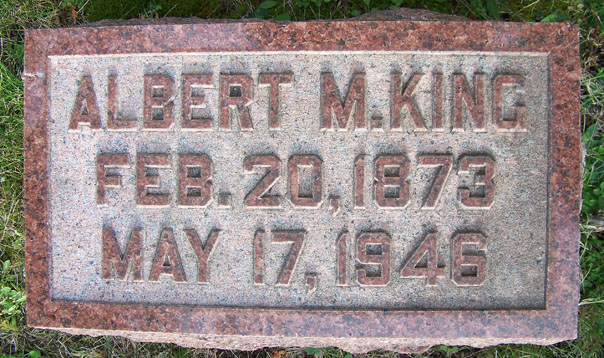 ALBERT M. KING
FEB. 20, 1873
MAY 17, 1946